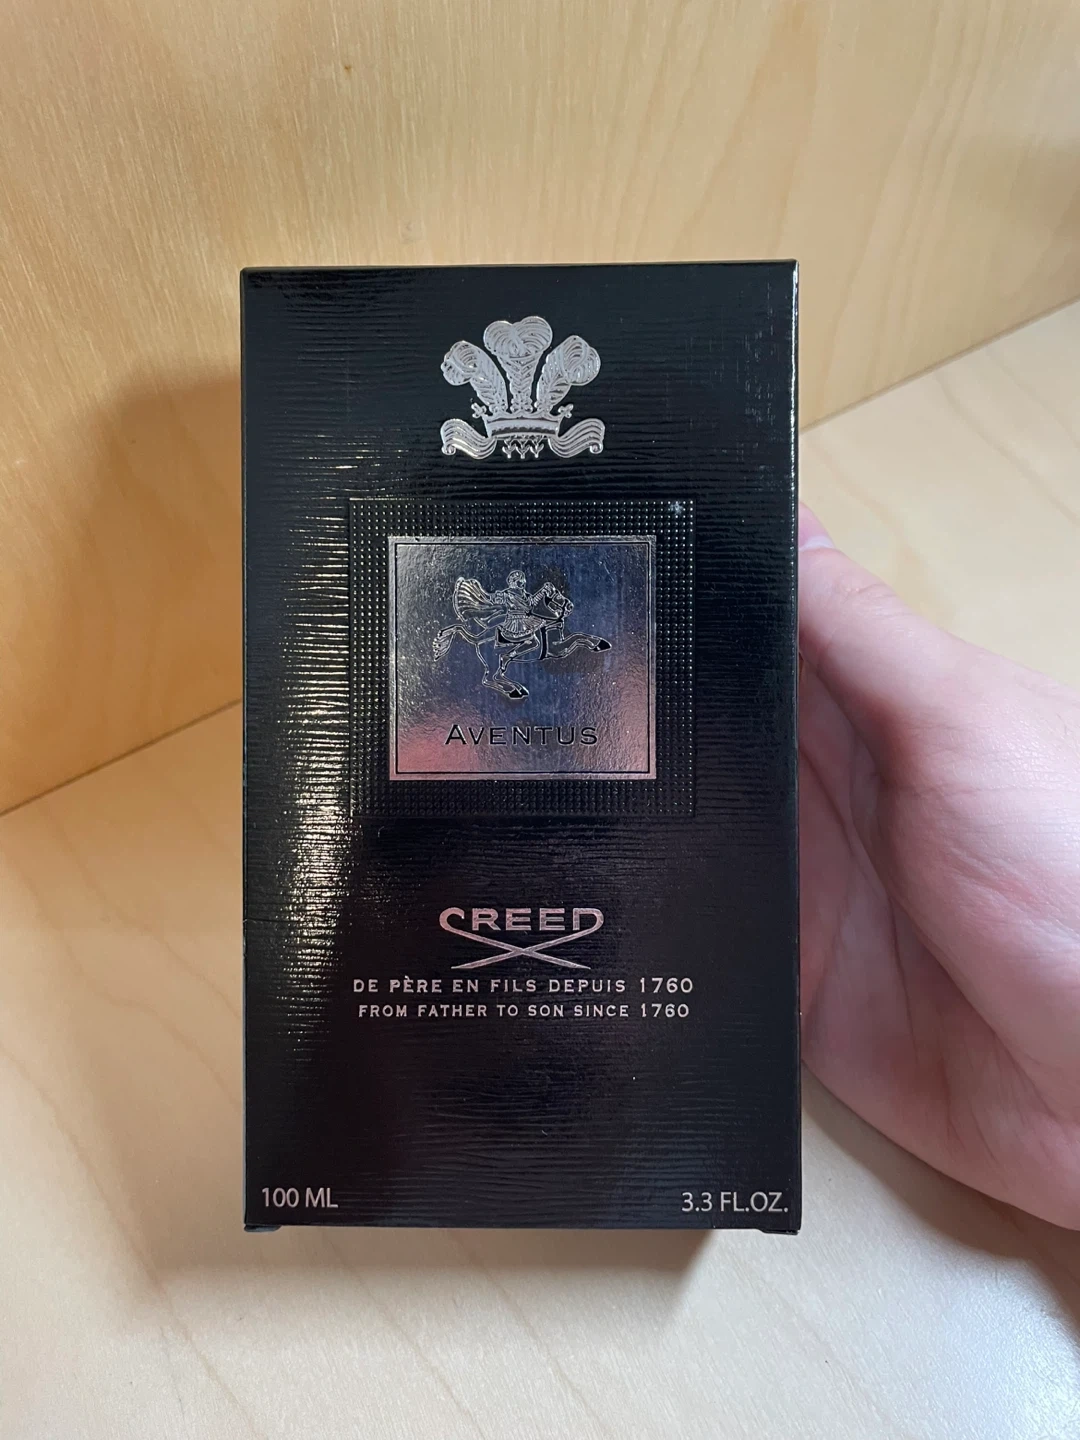 AVENTUS
CREED
DE PÈRE EN FILS DEPUIS 1760
FROM FATHER TO SON SINCE 1760
100 ML
3.3 FL.OZ.